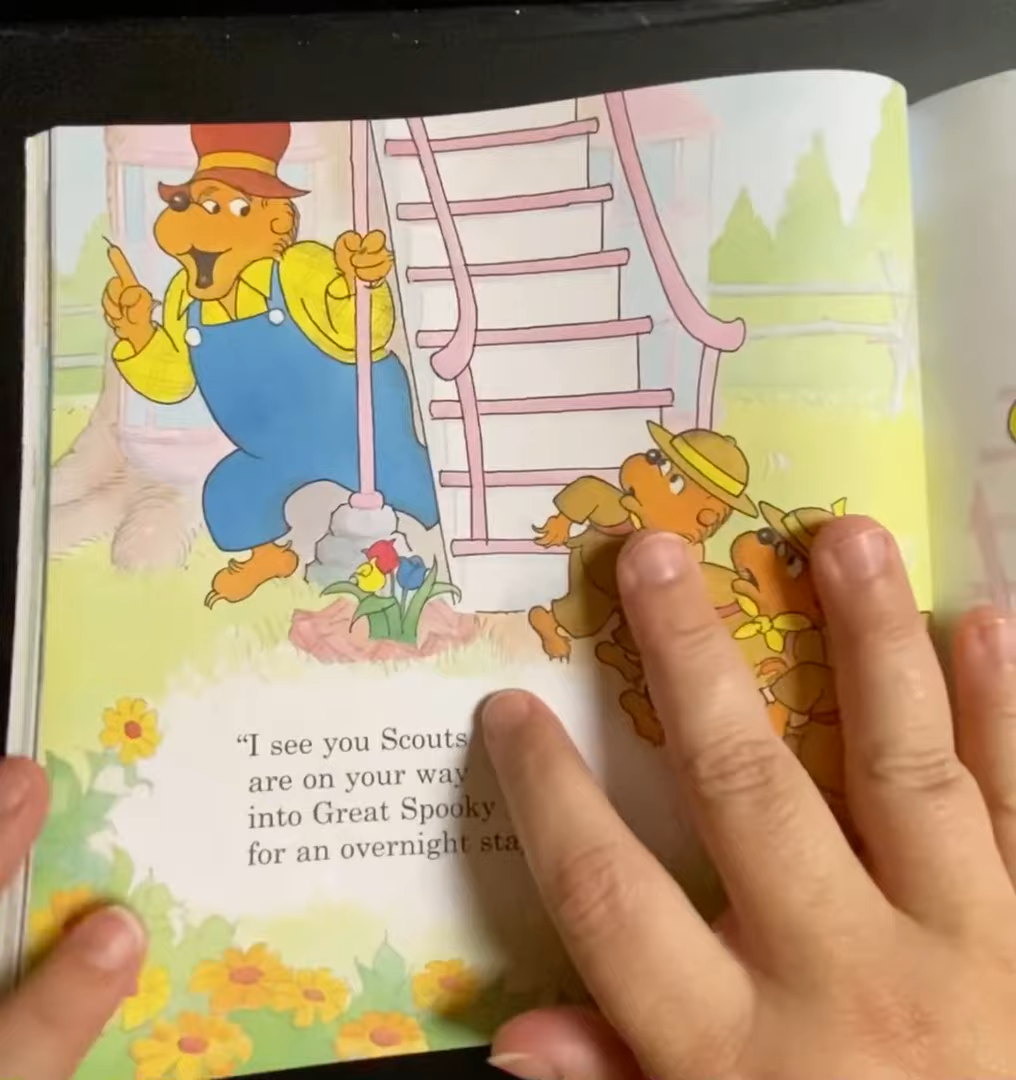 “I see you Scouts
are on your way
into Great Spooky
for an overnight